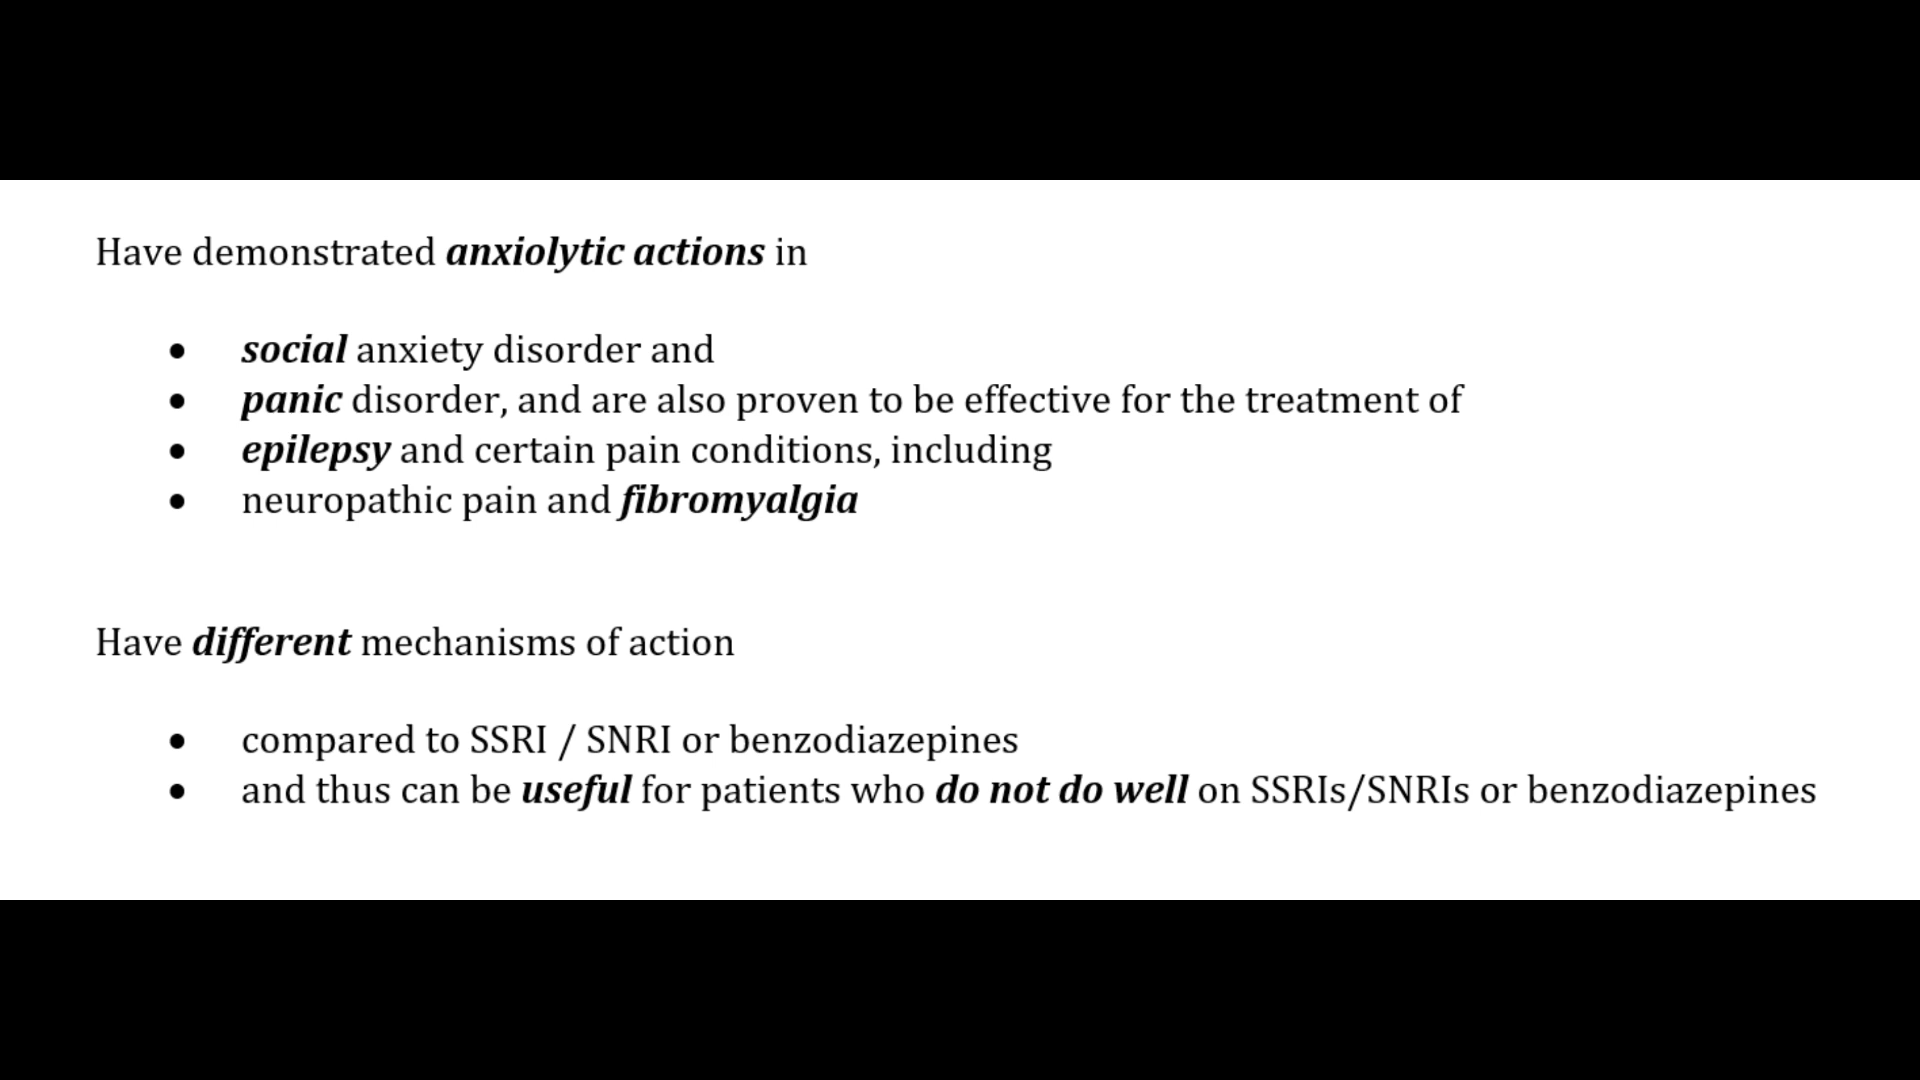 Have demonstrated anxiolytic actions in
• social anxiety disorder and
• panic disorder, and are also proven to be effective for the treatment of
• epilepsy and certain pain conditions, including
• neuropathic pain and fibromyalgia
Have different mechanisms of action
• compared to SSRI / SNRI or benzodiazepines
• and thus can be useful for patients who do not do well on SSRIs/SNRIs or benzodiazepines